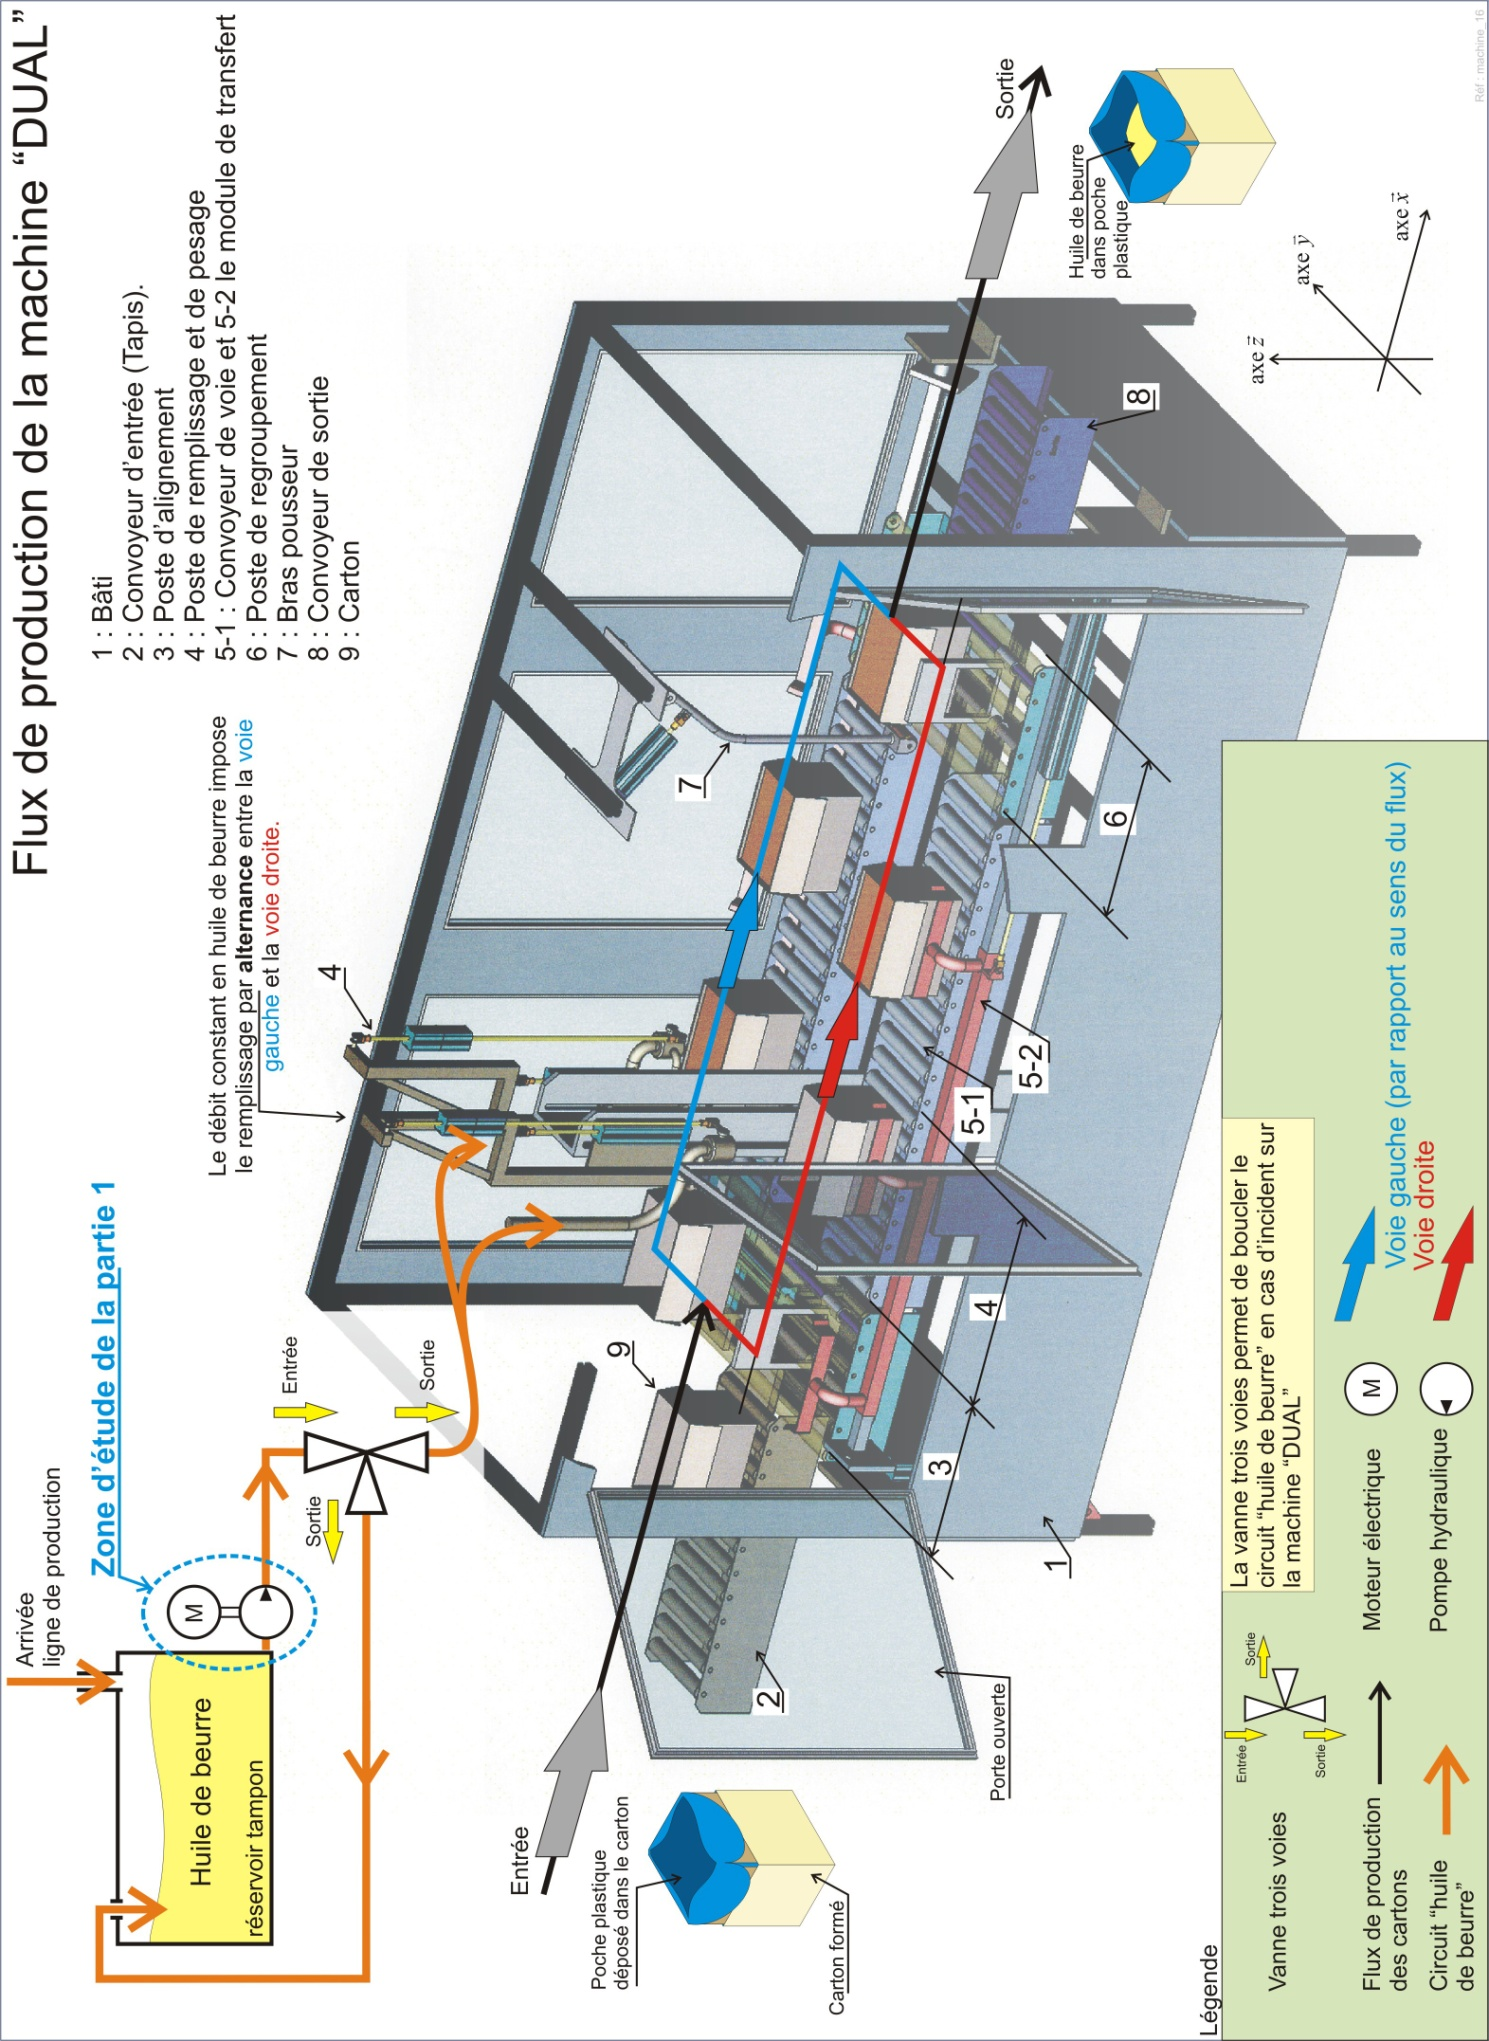 Flux de production de la machine “DUAL”
1 : Bâti
2 : Convoyeur d’entrée (Tapis).
3 : Poste d’alignement
4 : Poste de remplissage et de pesage
5-1 : Convoyeur de voie et 5-2 le module de transfert
6 : Poste de regroupement
7 : Bras pousseur
8 : Convoyeur de sortie
9 : Carton
Arrivée
ligne de production
Zone d’étude de la partie 1
Le débit constant en huile de beurre impose
le remplissage par alternance entre la voie
gauche et la voie droite.
Huile de beurre
réservoir tampon
M
Entrée
Sortie
Sortie
4
7
9
Entrée
Sortie
Poche plastique
déposé dans le carton
Carton formé
Huile de beurre
dans poche
plastique
2
Porte ouverte
1
3
4
5-1
5-2
6
8
axe z
axe y
axe x
Légende
Vanne trois voies
Entrée
Sortie
Sortie
La vanne trois voies permet de boucler le
circuit “huile de beurre” en cas d’incident sur
la machine “DUAL”
Flux de production
des cartons
Moteur électrique
M
Voie gauche (par rapport au sens du flux)
Voie droite
Circuit “huile
de beurre”
Pompe hydraulique
Réf : machine_16